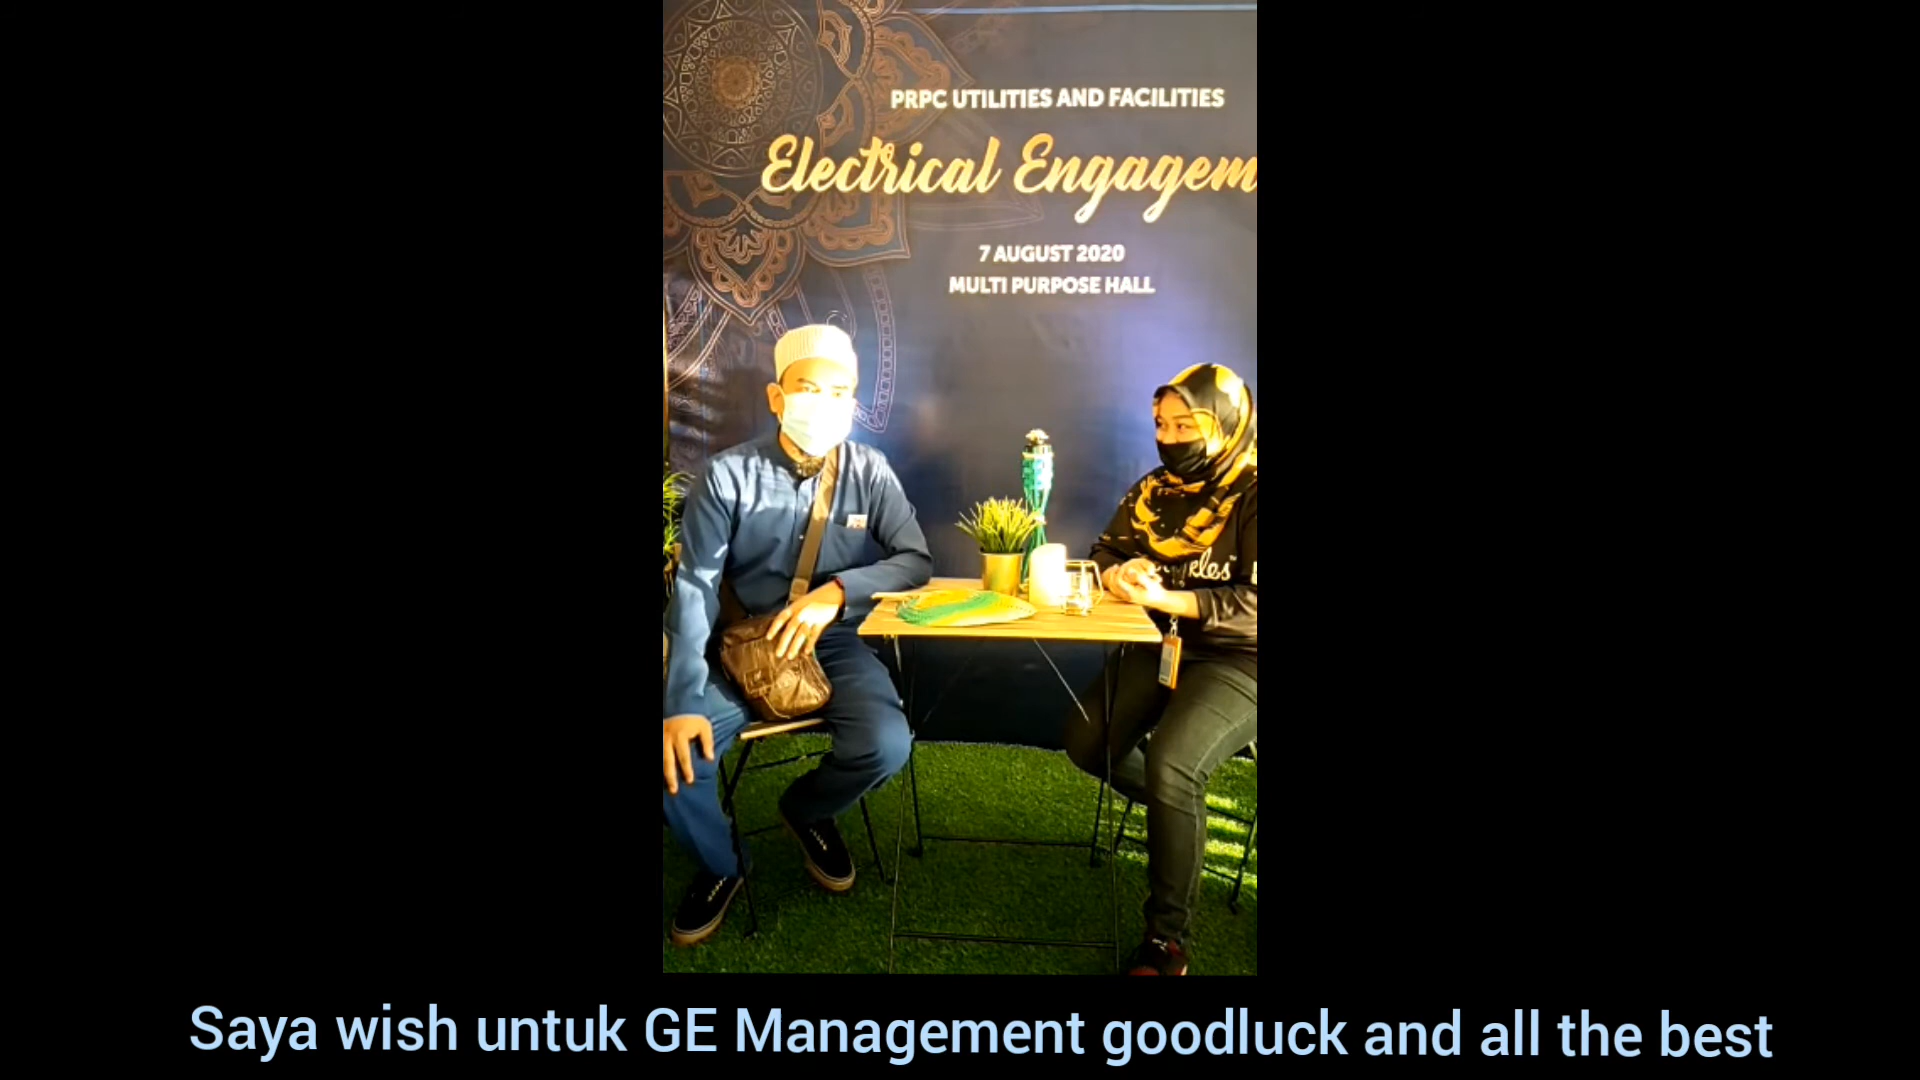 PRPC UTILITIES AND FACILITIES
Electrical Engagem
7 AUGUST 2020
MULTI PURPOSE HALL
Saya wish untuk GE Management goodluck and all the best